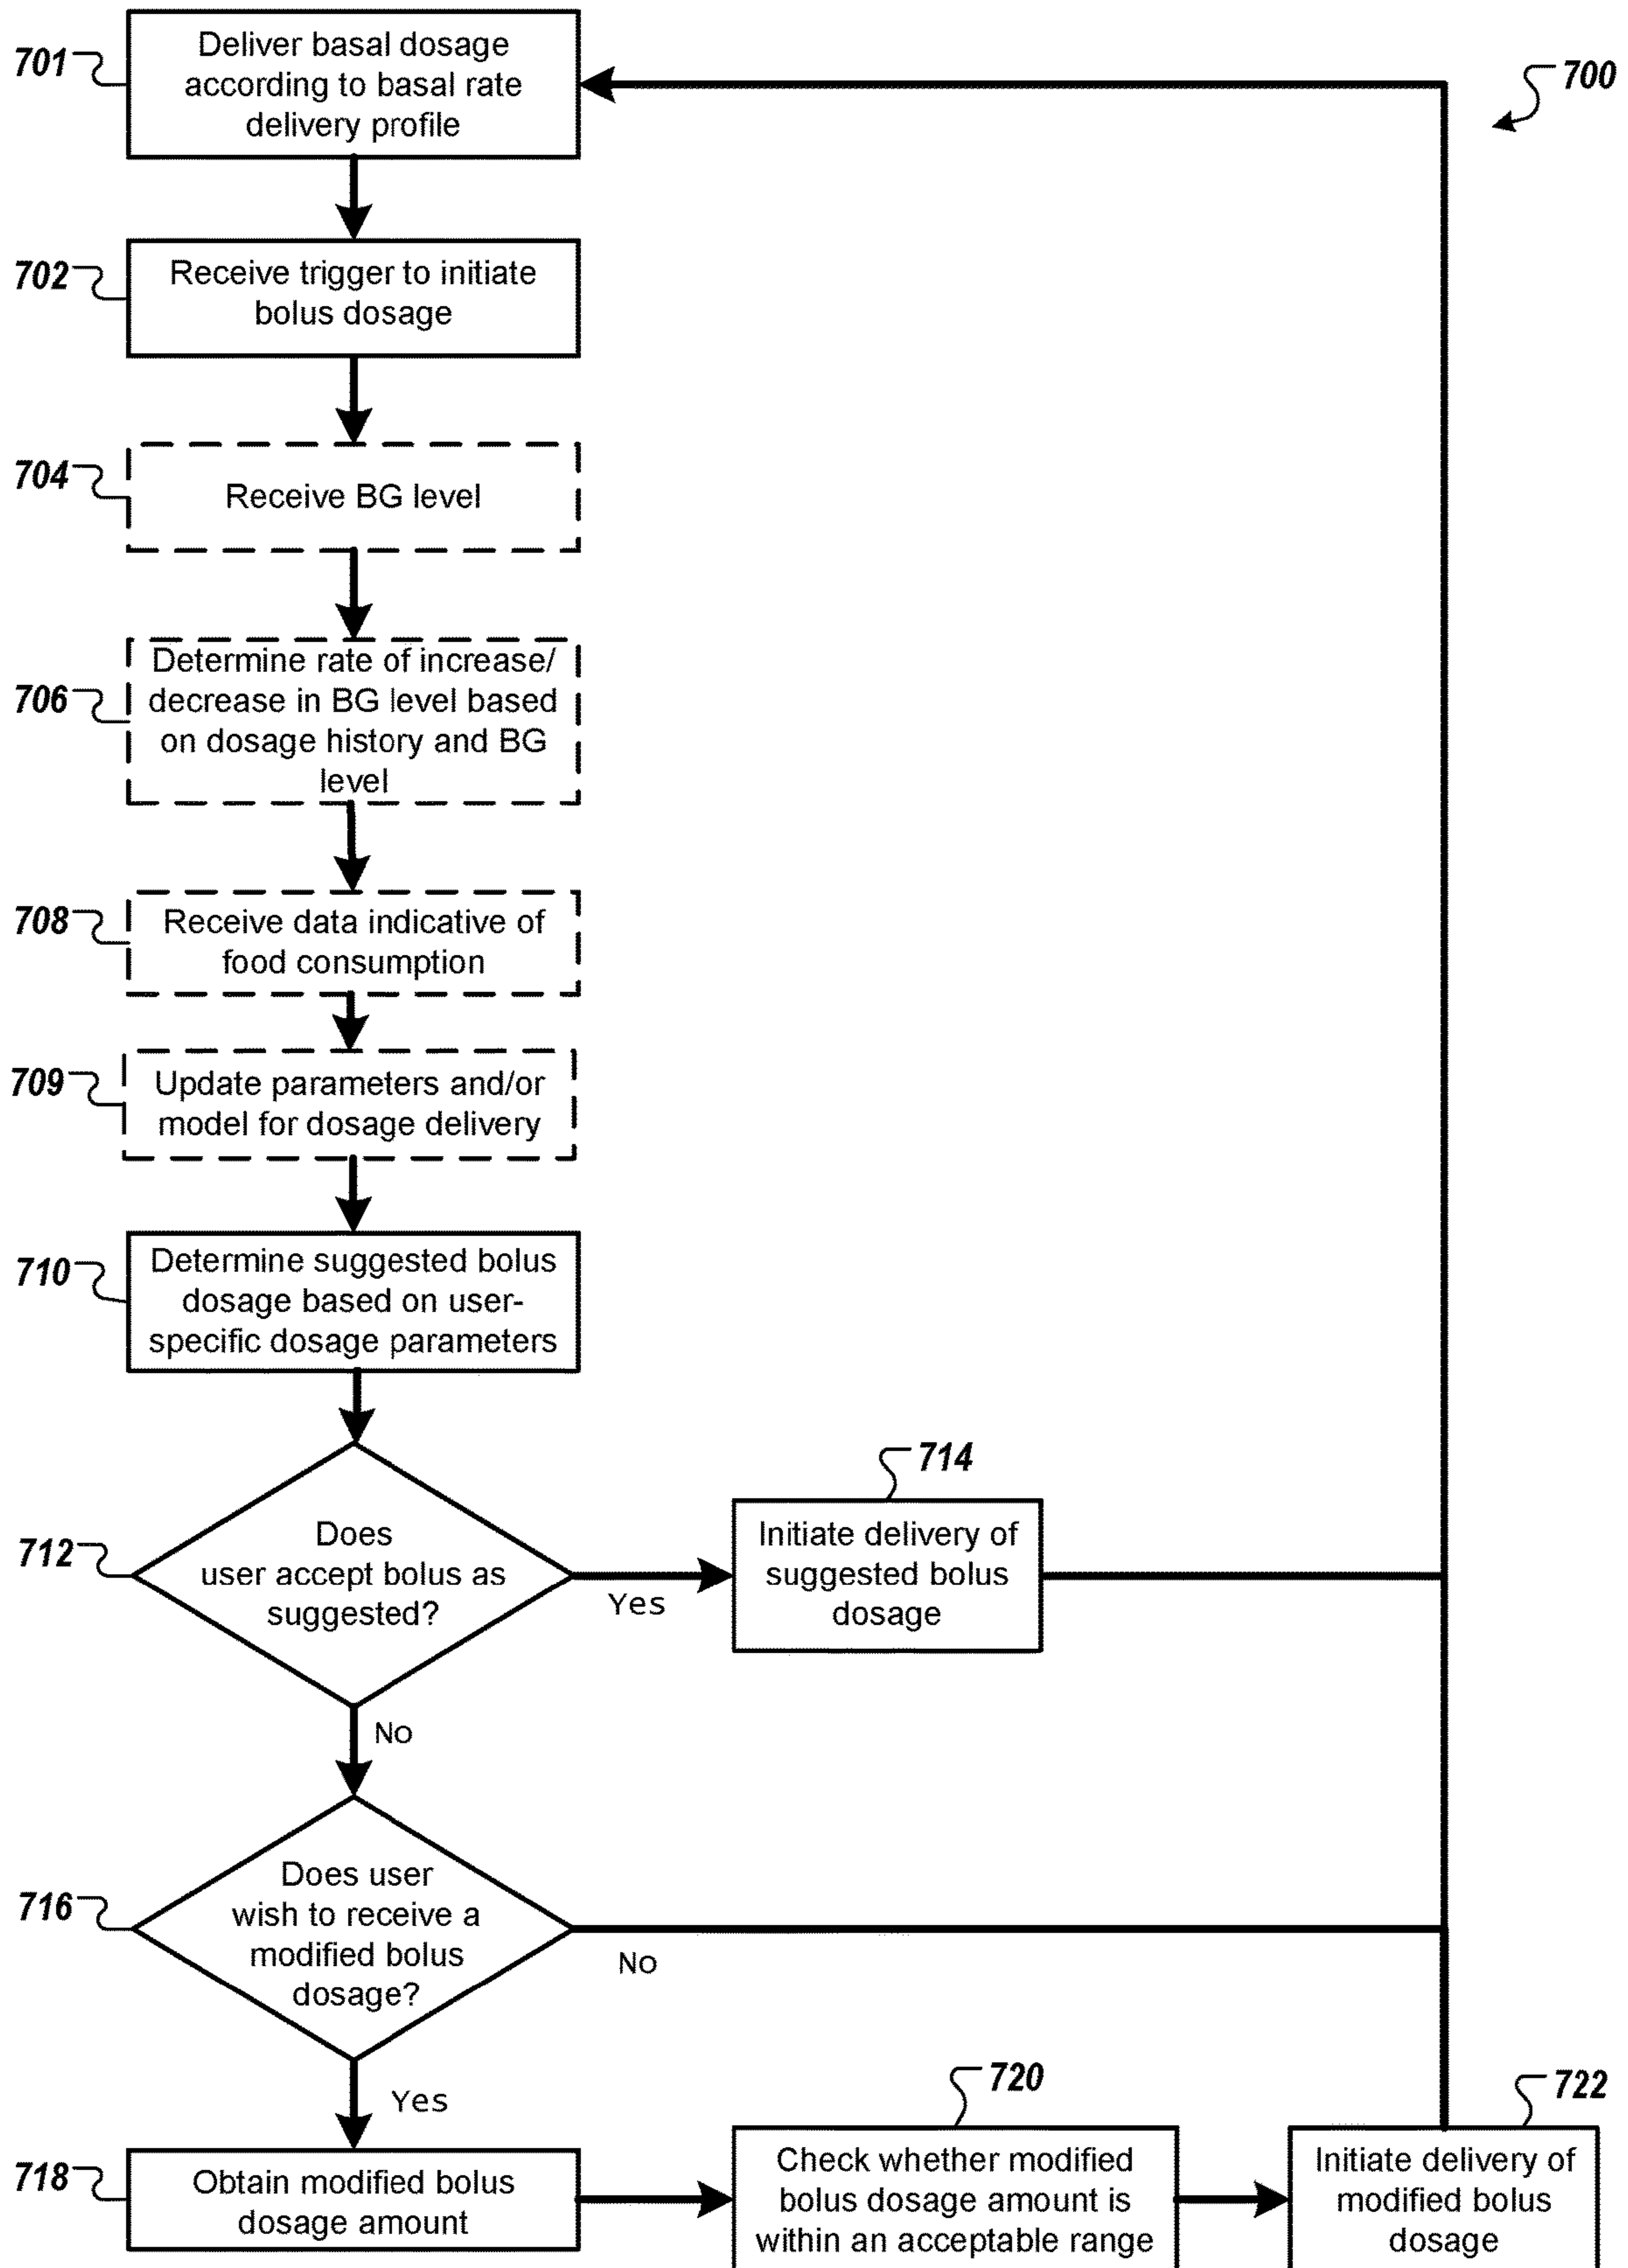 701
Deliver basal dosage
according to basal rate
delivery profile
700
702
Receive trigger to initiate
bolus dosage
704
Receive BG level
706
Determine rate of increase/
decrease in BG level based
on dosage history and BG
level
708
Receive data indicative of
food consumption
709
Update parameters and/or
model for dosage delivery
710
Determine suggested bolus
dosage based on user-
specific dosage parameters
712
Does
user accept bolus as
suggested?
Yes
714
Initiate delivery of
suggested bolus
dosage
No
716
Does user
wish to receive a
modified bolus
dosage?
No
Yes
718
Obtain modified bolus
dosage amount
720
Check whether modified
bolus dosage amount is
within an acceptable range
722
Initiate delivery of
modified bolus
dosage